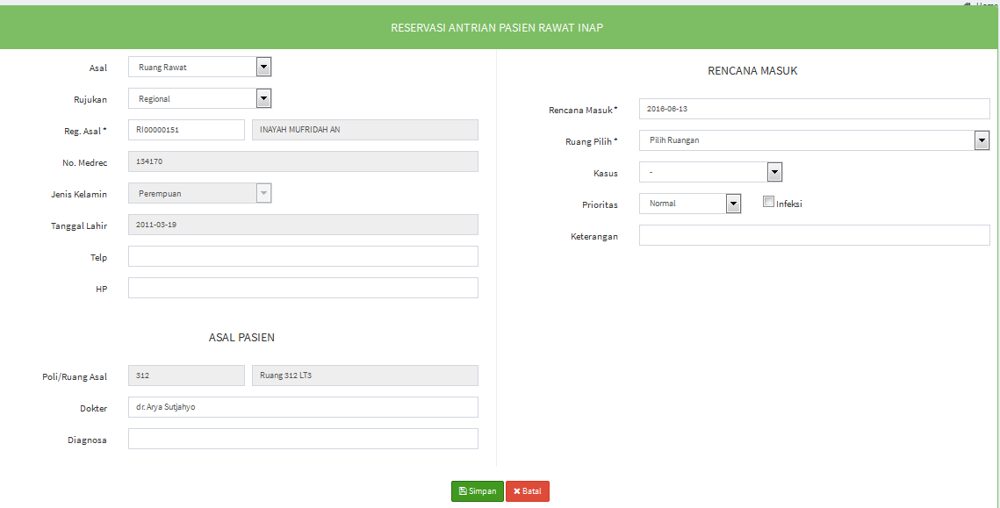 RESERVASI ANTRIAN PASIEN RAWAT INAP
Asal Ruang Rawat
Rujukan Regional
Reg. Asal * RI00000151 INAYAH MUFRIDAH AN
No. Medrec 134170
Jenis Kelamin Perempuan
Tanggal Lahir 2011-03-19
Telp
HP
ASAL PASIEN
Poli/Ruang Asal 312 Ruang 312 LT3
Dokter dr. Arya Sutjahyo
Diagnosa
RENCANA MASUK
Rencana Masuk * 2016-06-13
Ruang Pilih * Pilih Ruangan
Kasus -
Prioritas Normal Infeksi
Keterangan
Simpan Batal